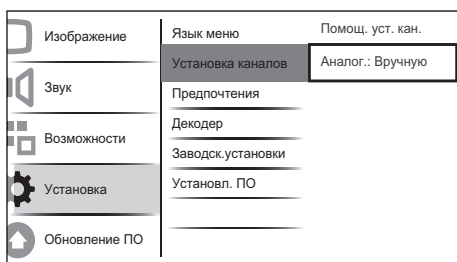 Изображение
Звук
Возможности
Установка
Обновление ПО
Язык меню
Установка каналов
Предпочтения
Декодер
Заводск.установки
Установл. ПО
Помощ. уст. кан.
Аналог.: Вручную